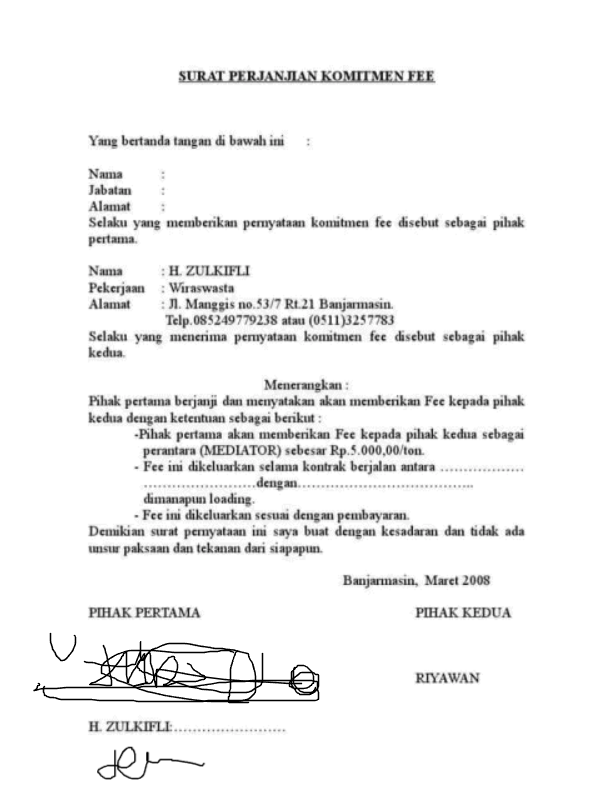 SURAT PERJANJIAN KOMITMEN FEE
Yang bertanda tangan di bawah ini :
Nama :
Jabatan :
Alamat :
Selaku yang memberikan pernyataan komitmen fee disebut sebagai pihak
pertama.
Nama : H. ZULKIFLI
Pekerjaan : Wiraswasta
Alamat : Jl. Manggis no.53/7 Rt.21 Banjarmasin.
Telp.085249779238 atau (0511)3257783
Selaku yang menerima pernyataan komitmen fee disebut sebagai pihak
kedua.
Menerangkan :
Pihak pertama berjanji dan menyatakan akan memberikan Fee kepada pihak
kedua dengan ketentuan sebagai berikut :
-Pihak pertama akan memberikan Fee kepada pihak kedua sebagai
perantara (MEDIATOR) sebesar Rp.5.000,00/ton.
- Fee ini dikeluarkan selama kontrak berjalan antara ………………
……………………dengan………………………………..
dimanapun loading.
- Fee ini dikeluarkan sesuai dengan pembayaran.
Demikian surat pernyataan ini saya buat dengan kesadaran dan tidak ada
unsur paksaan dan tekanan dari siapapun.
Banjarmasin, Maret 2008
PIHAK PERTAMA PIHAK KEDUA
RIYAWAN
H. ZULKIFLI:……………………